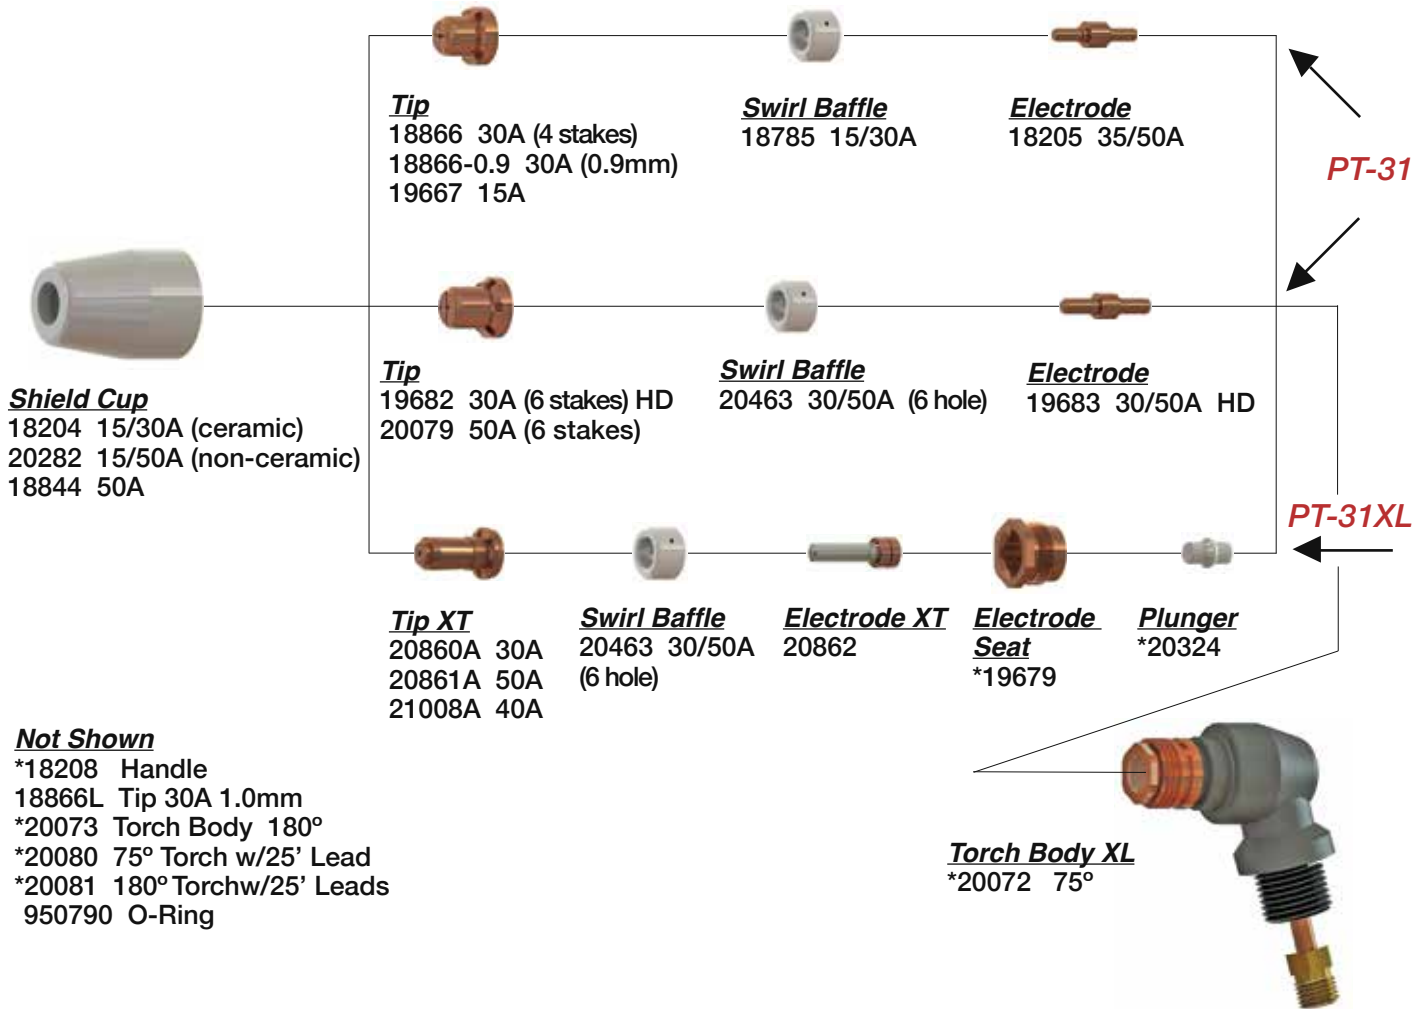 Tip
18866  30A (4 stakes)
18866-0.9  30A (0.9mm)
19667  15A
Swirl Baffle
18785  15/30A
Electrode
18205  35/50A
PT-31
Shield Cup
18204  15/30A (ceramic)
20282  15/50A (non-ceramic)
18844  50A
Tip
19682  30A (6 stakes) HD
20079  50A (6 stakes)
Swirl Baffle
20463  30/50A  (6 hole)
Electrode
19683  30/50A  HD
PT-31XL
Tip XT
20860A  30A
20861A  50A
21008A  40A
Swirl Baffle
20463  30/50A
(6 hole)
Electrode XT
20862
Electrode
Seat
*19679
Plunger
*20324
Not Shown
*18208   Handle
18866L  Tip 30A 1.0mm
*20073  Torch Body  180º
*20080  75º Torch w/25’ Lead
*20081  180º Torchw/25’ Leads
950790  O-Ring
Torch Body XL
*20072   75º